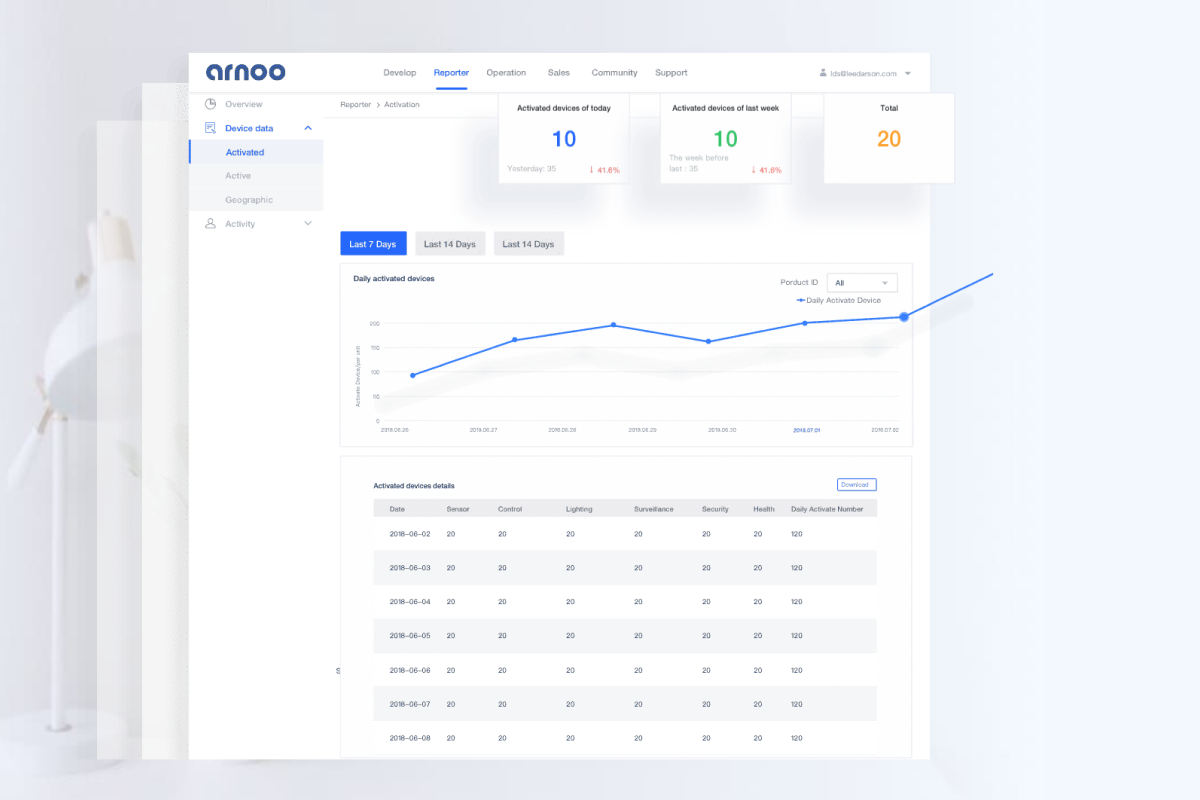 arnoo
Develop Reporter Operation Sales Community Support
lds@leedarson.com
Overview
Device data
Activated
Active
Geographic
Activity
Reporter > Activation
Activated devices of today
10
Yesterday: 35 ↓ 41.6%
Activated devices of last week
10
The week before
last : 35 ↓ 41.6%
Total
20
Last 7 Days Last 14 Days Last 14 Days
Daily activated devices
Porduct ID All
Daily Activate Device
Activate Device/per unit
200
150
100
50
0
2018.06.26 2018.06.27 2018.06.28 2018.06.29 2018.06.30 2018.07.01 2018.07.02
Activated devices details
Download
Date Sensor Control Lighting Surveillance Security Health Daily Activate Number
2018-06-02 20 20 20 20 20 20 120
2018-06-03 20 20 20 20 20 20 120
2018-06-04 20 20 20 20 20 20 120
2018-06-05 20 20 20 20 20 20 120
2018-06-06 20 20 20 20 20 20 120
2018-06-07 20 20 20 20 20 20 120
2018-06-08 20 20 20 20 20 20 120